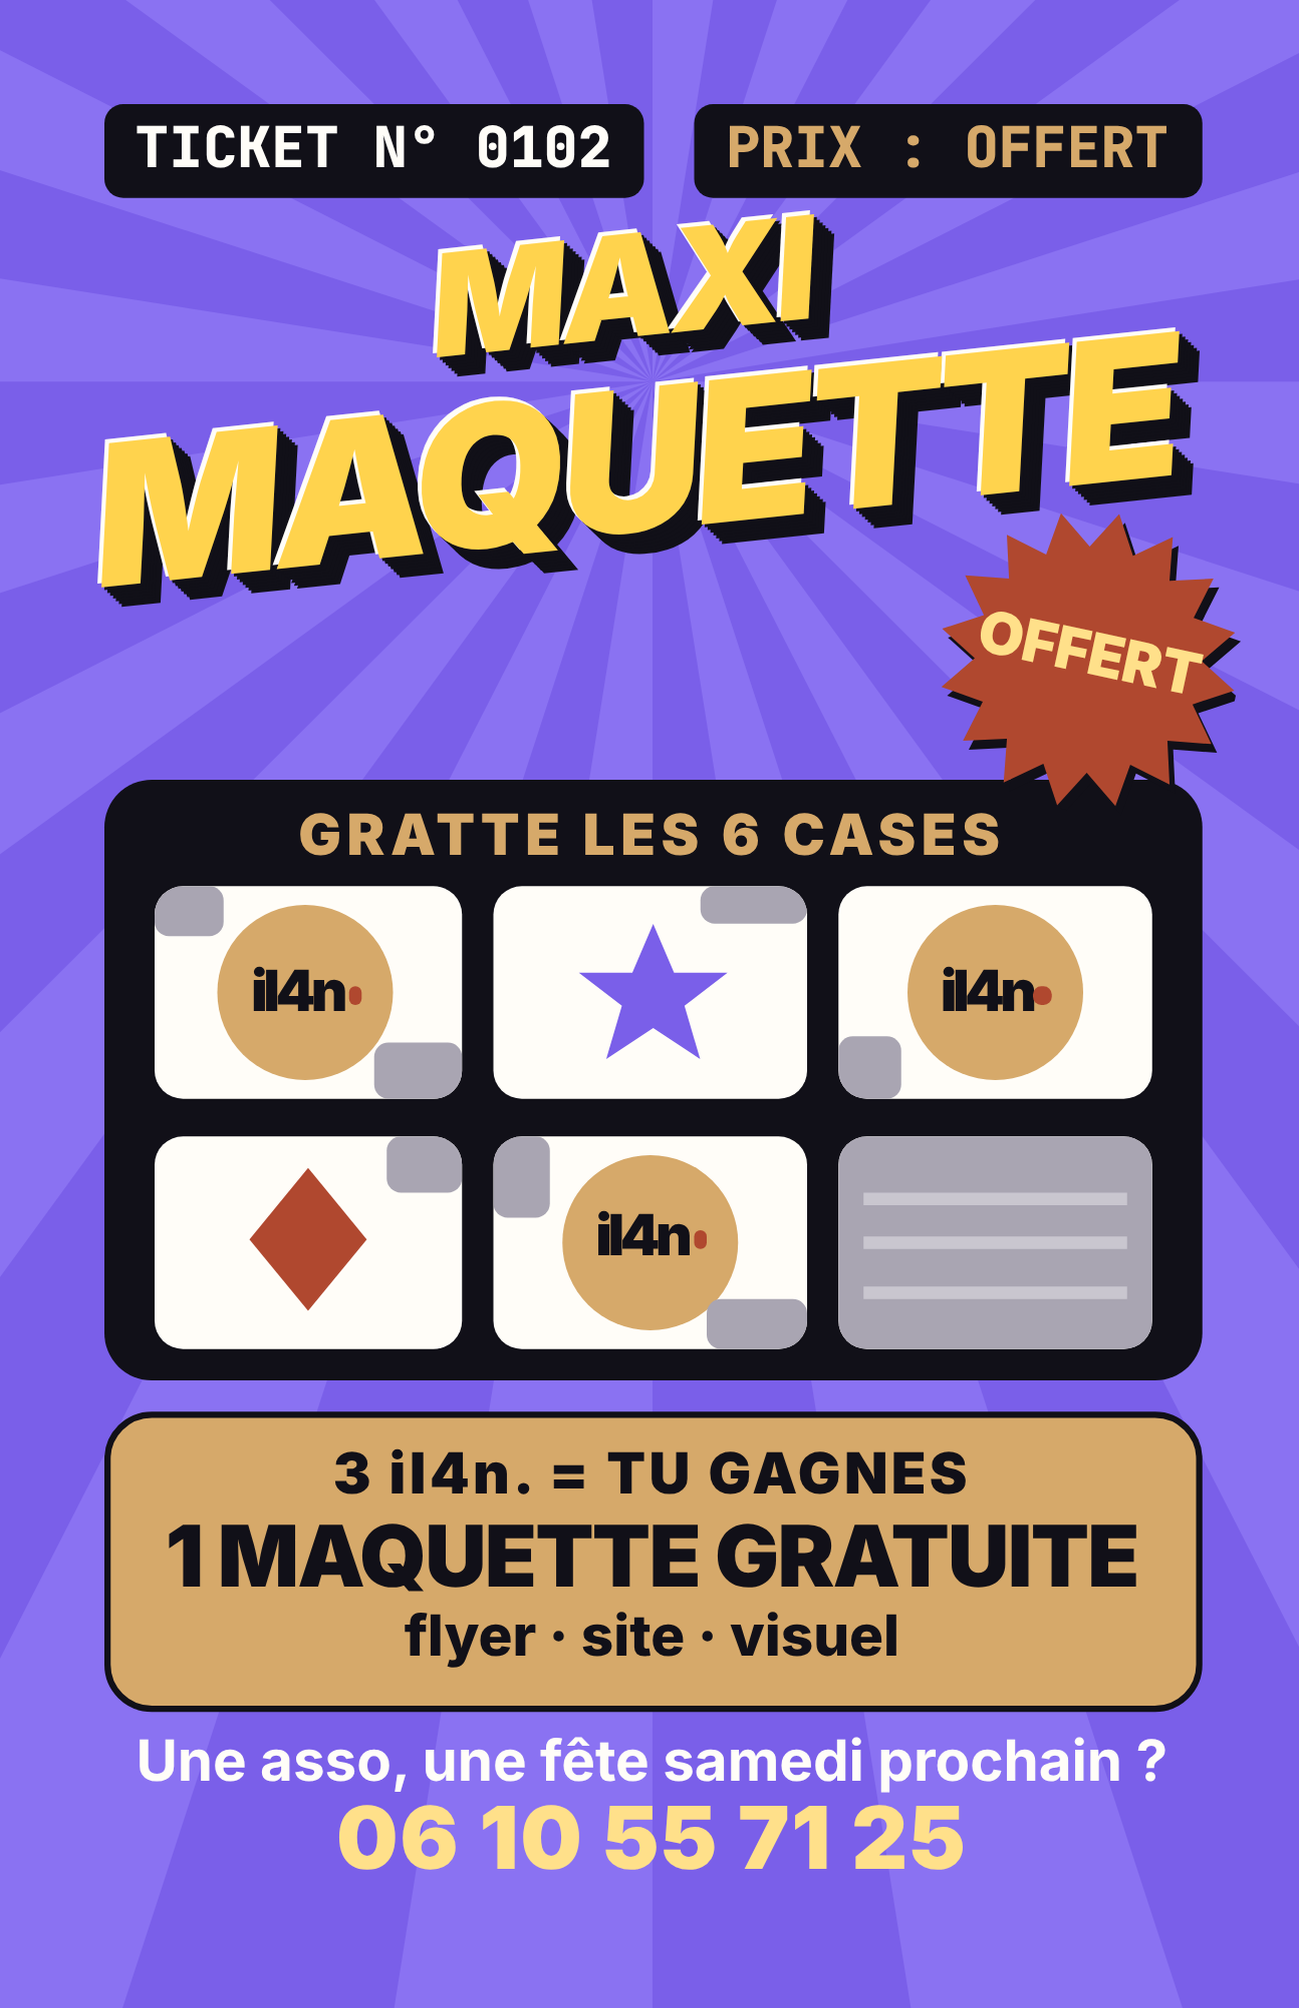 TICKET N° 0102
PRIX : OFFERT
MAXI
MAQUETTE
OFFERT
GRATTE LES 6 CASES
il4n.
il4n.
il4n.
3 il4n. = TU GAGNES
1 MAQUETTE GRATUITE
flyer · site · visuel
Une asso, une fête samedi prochain ?
06 10 55 71 25